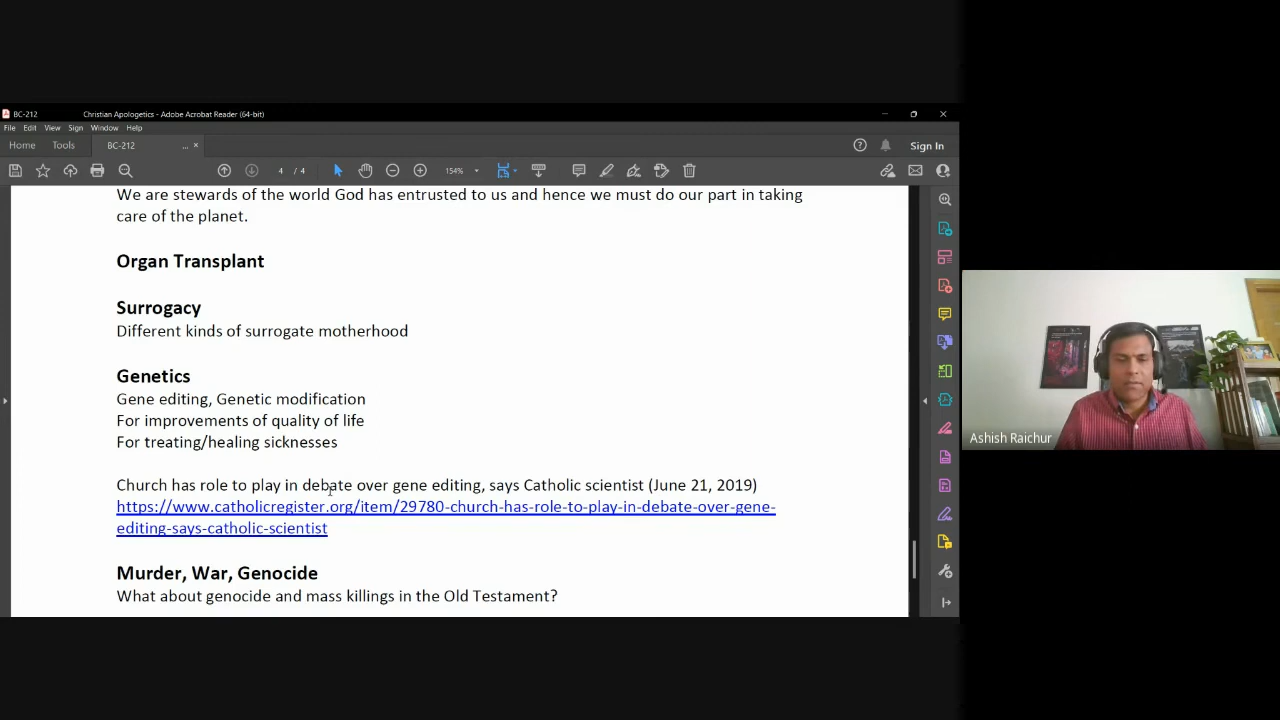 BC-212 Christian Apologetics - Adobe Acrobat Reader (64-bit)
File Edit View Sign Window Help
Home Tools BC-212 ... × Sign In
4 / 4 154%
We are stewards of the world God has entrusted to us and hence we must do our part in taking
care of the planet.
Organ Transplant
Surrogacy
Different kinds of surrogate motherhood
Genetics
Gene editing, Genetic modification
For improvements of quality of life
For treating/healing sicknesses
Church has role to play in debate over gene editing, says Catholic scientist (June 21, 2019)
https://www.catholicregister.org/item/29780-church-has-role-to-play-in-debate-over-gene-
editing-says-catholic-scientist
Murder, War, Genocide
What about genocide and mass killings in the Old Testament?
Ashish Raichur